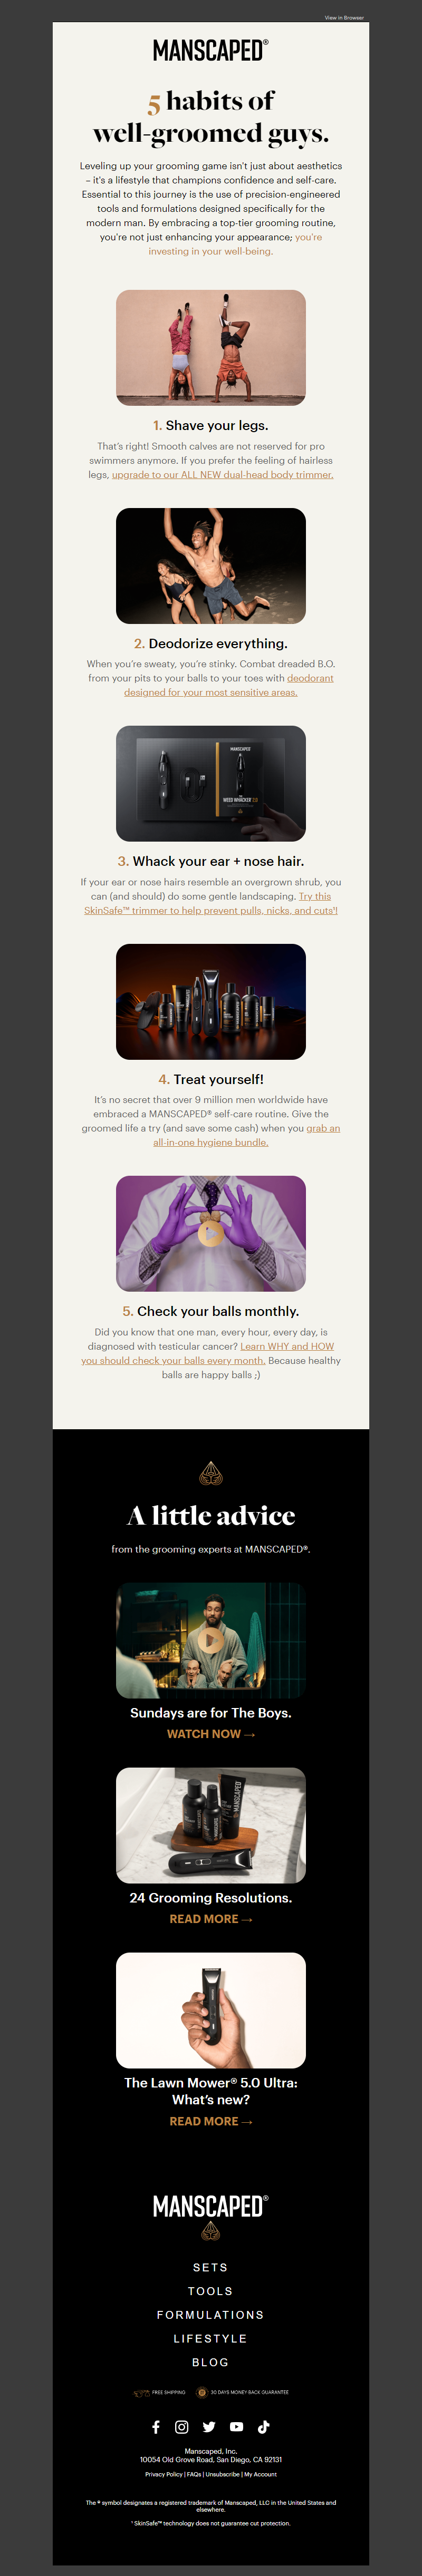 View in Browser
MANSCAPED®
5 habits of
well-groomed guys.
Leveling up your grooming game isn't just about aesthetics
– it's a lifestyle that champions confidence and self-care.
Essential to this journey is the use of precision-engineered
tools and formulations designed specifically for the
modern man. By embracing a top-tier grooming routine,
you're not just enhancing your appearance; you're
investing in your well-being.
1. Shave your legs.
That's right! Smooth calves are not reserved for pro
swimmers anymore. If you prefer the feeling of hairless
legs, upgrade to our ALL NEW dual-head body trimmer.
2. Deodorize everything.
When you're sweaty, you're stinky. Combat dreaded B.O.
from your pits to your balls to your toes with deodorant
designed for your most sensitive areas.
MANSCAPED
WEED WHACKER 2.0
3. Whack your ear + nose hair.
If your ear or nose hairs resemble an overgrown shrub, you
can (and should) do some gentle landscaping. Try this
SkinSafe™ trimmer to help prevent pulls, nicks, and cuts¹!
4. Treat yourself!
It's no secret that over 9 million men worldwide have
embraced a MANSCAPED® self-care routine. Give the
groomed life a try (and save some cash) when you grab an
all-in-one hygiene bundle.
5. Check your balls monthly.
Did you know that one man, every hour, every day, is
diagnosed with testicular cancer? Learn WHY and HOW
you should check your balls every month. Because healthy
balls are happy balls ;)
A little advice
from the grooming experts at MANSCAPED®.
Sundays are for The Boys.
WATCH NOW →
MANSCAPED
24 Grooming Resolutions.
READ MORE →
The Lawn Mower® 5.0 Ultra:
What's new?
READ MORE →
MANSCAPED®
SETS
TOOLS
FORMULATIONS
LIFESTYLE
BLOG
FREE SHIPPING
30 DAYS MONEY BACK GUARANTEE
Manscaped, Inc.
10054 Old Grove Road, San Diego, CA 92131
Privacy Policy | FAQs | Unsubscribe | My Account
The ® symbol designates a registered trademark of Manscaped, LLC in the United States and
elsewhere.
¹ SkinSafe™ technology does not guarantee cut protection.